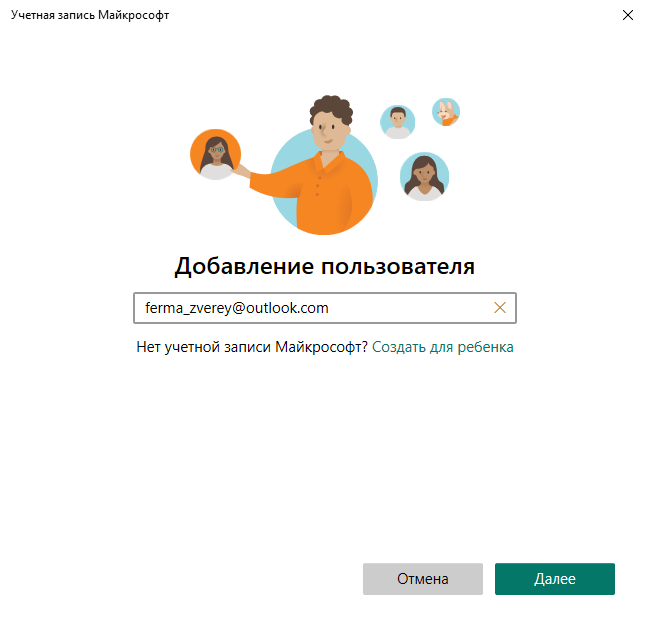 Учетная запись Майкрософт
Добавление пользователя
ferma_zverey@outlook.com
Нет учетной записи Майкрософт? Создать для ребенка
Отмена Далее